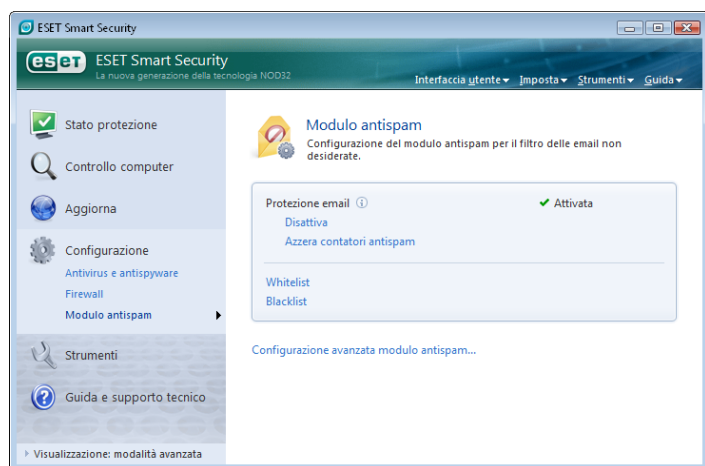 ESET Smart Security
eset
ESET Smart Security
La nuova generazione della tecnologia NOD32
Interfaccia utente Imposta Strumenti Guida
Stato protezione
Controllo computer
Aggiorna
Configurazione
Antivirus e antispyware
Firewall
Modulo antispam
Strumenti
Guida e supporto tecnico
Visualizzazione: modalità avanzata
Modulo antispam
Configurazione del modulo antispam per il filtro delle email non
desiderate.
Protezione email Attivata
Disattiva
Azzera contatori antispam
Whitelist
Blacklist
Configurazione avanzata modulo antispam...